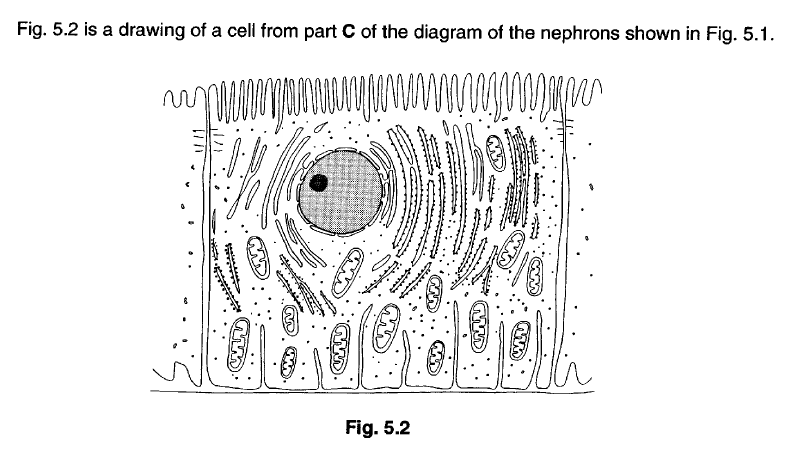 Fig. 5.2 is a drawing of a cell from part C of the diagram of the nephrons shown in Fig. 5.1.
Fig. 5.2